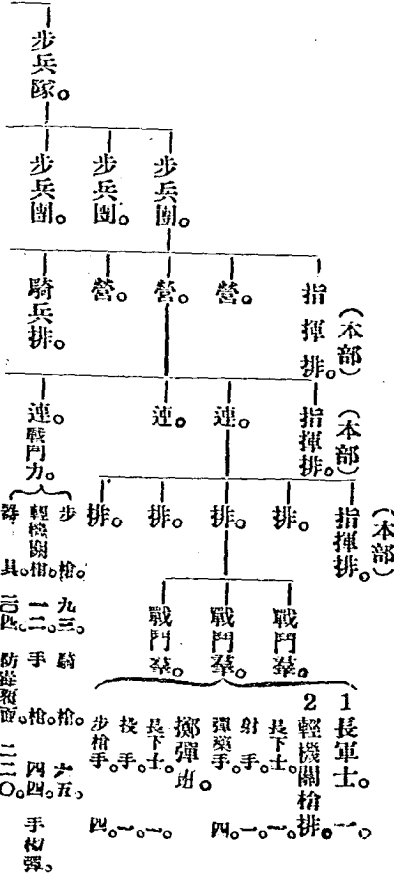 步兵隊。
步兵團。
步兵團。
步兵團。
(本部)
指揮排。
營。
營。
營。
騎兵排。
(本部)
指揮排。
連。
連。
連。戰鬥力。
(本部)
指揮排。
排。
排。
排。
排。
戰鬥羣。
戰鬥羣。
戰鬥羣。
1 長軍士。 一。
2 輕機關槍排。
長下士。 一。
射手。 一。
彈藥手。 四。
擲彈班。
長下士。 一。
投手。 一。
步槍手。 四。
步槍。 九三。 騎槍。 六五。
輕機關槍。 一二。 手槍。 四四。 手榴彈。
器具。 防毒 二二〇。